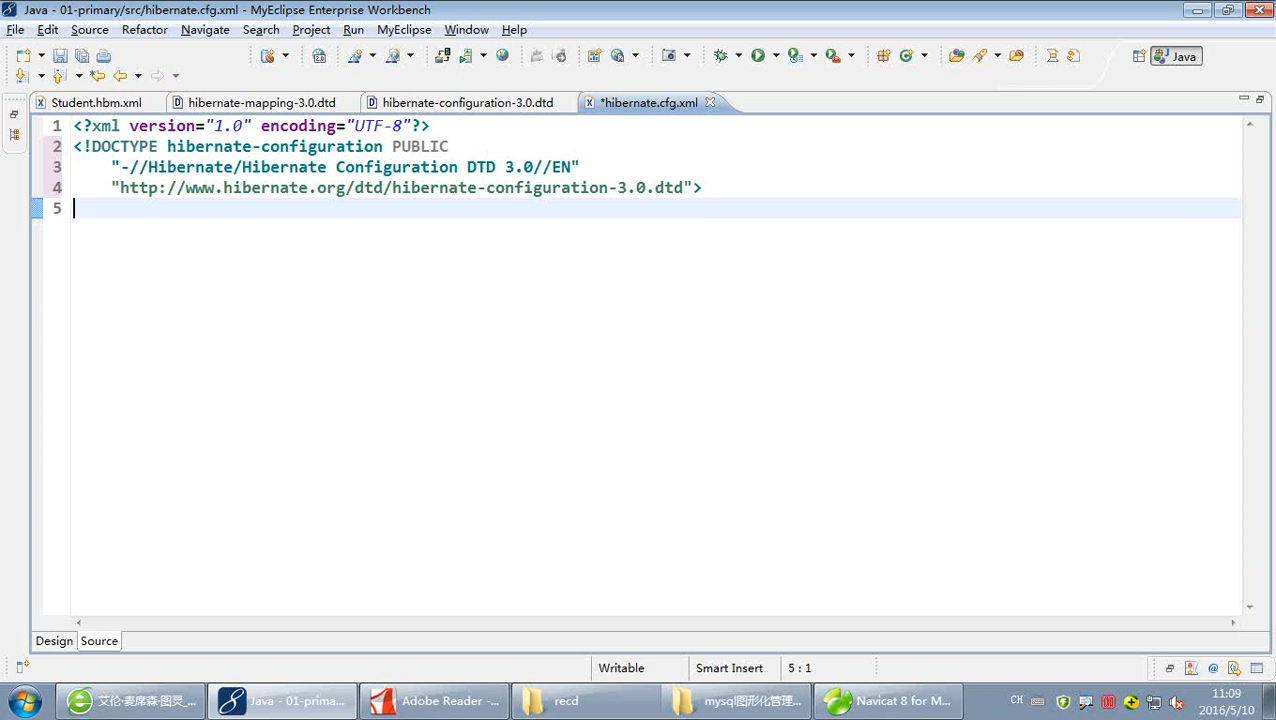 Java - 01-primary/src/hibernate.cfg.xml - MyEclipse Enterprise Workbench
File Edit Source Refactor Navigate Search Project Run MyEclipse Window Help
Java
Student.hbm.xml hibernate-mapping-3.0.dtd hibernate-configuration-3.0.dtd *hibernate.cfg.xml
1 <?xml version="1.0" encoding="UTF-8"?>
2 <!DOCTYPE hibernate-configuration PUBLIC
3 "-//Hibernate/Hibernate Configuration DTD 3.0//EN"
4 "http://www.hibernate.org/dtd/hibernate-configuration-3.0.dtd">
5
Design Source
Writable Smart Insert 5 : 1
艾伦·麦席森·图灵_... Java - 01-prima... Adobe Reader -... recd mysql图形化管理... Navicat 8 for M... CH 11:09
2016/5/10